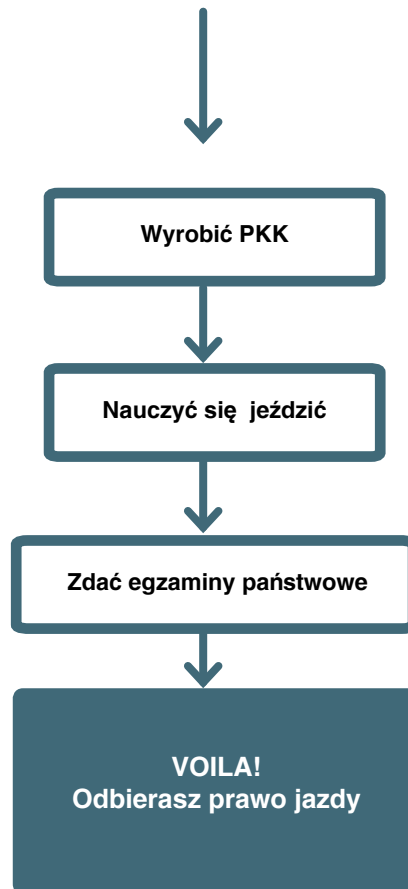 Wyrobić PKK
Nauczyć się  jeździć
Zdać egzaminy państwowe
VOILA!
Odbierasz prawo jazdy